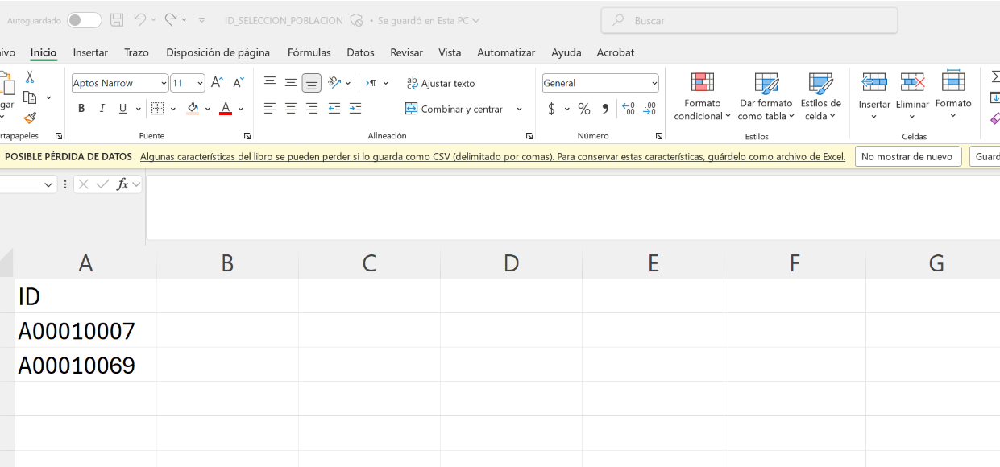 Autoguardado ID_SELECCION_POBLACION • Se guardó en Esta PC Buscar
Inicio Insertar Trazo Disposición de página Fórmulas Datos Revisar Vista Automatizar Ayuda Acrobat
Aptos Narrow 11 A A ab Ajustar texto General
N K S A Combinar y centrar $ % Formato condicional Dar formato como tabla Estilos de celda Insertar Eliminar Formato
Fuente Alineación Número Estilos Celdas
POSIBLE PÉRDIDA DE DATOS Algunas características del libro se pueden perder si lo guarda como CSV (delimitado por comas). Para conservar estas características, guárdelo como archivo de Excel. No mostrar de nuevo
fx
A B C D E F G
ID
A00010007
A00010069